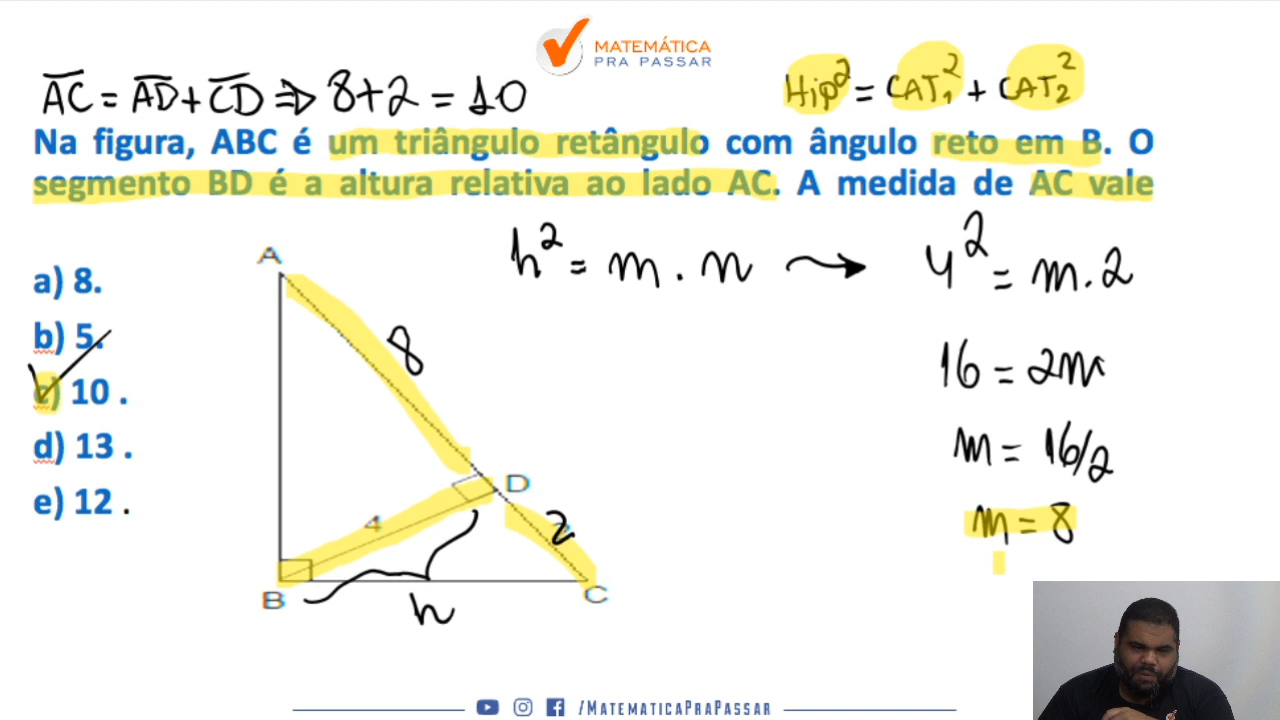 MATEMÁTICA
PRA PASSAR
AC = AD + CD ⇒ 8+2 = 10
Hip² = CAT₁² + CAT₂²
Na figura, ABC é um triângulo retângulo com ângulo reto em B. O
segmento BD é a altura relativa ao lado AC. A medida de AC vale
h² = m . n → 4² = m . 2
a) 8.
b) 5.
c) 10 .
d) 13 .
e) 12 .
A
8
D
4
2
B
C
h
16 = 2m
m = 16/2
m = 8
/MATEMATICAPRAPASSAR